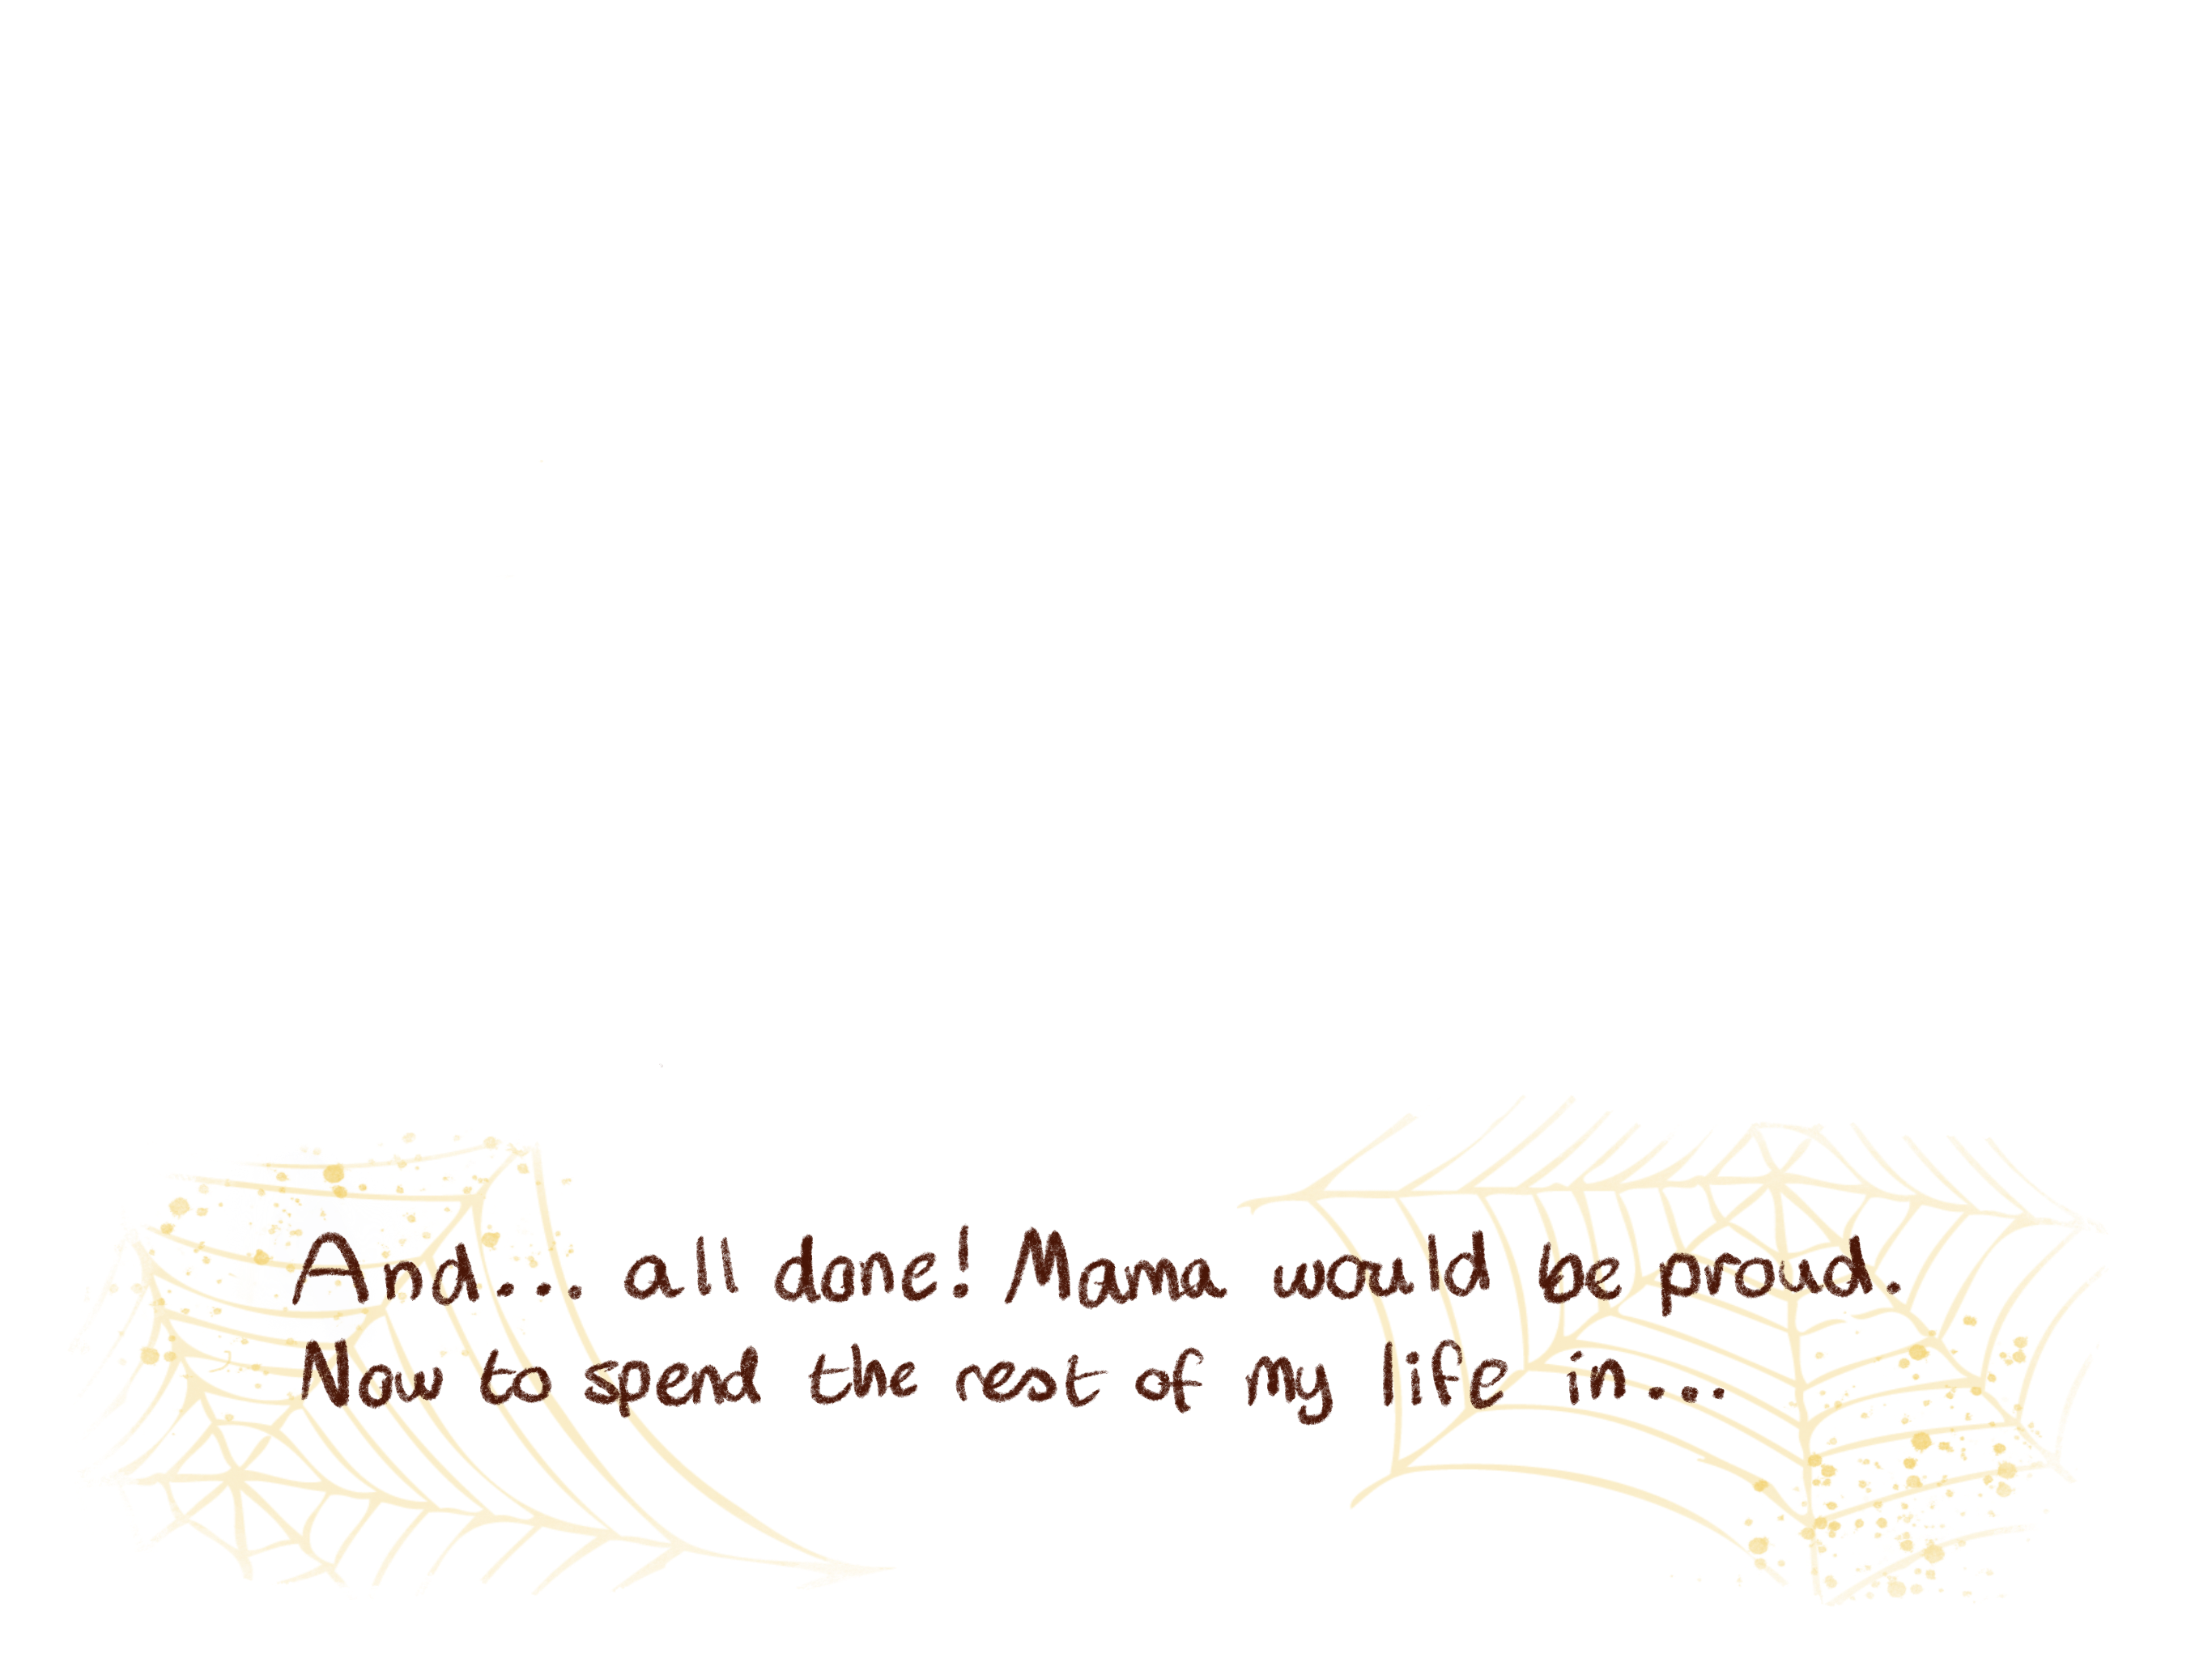 And... all done! Mama would be proud.
Now to spend the rest of my life in...